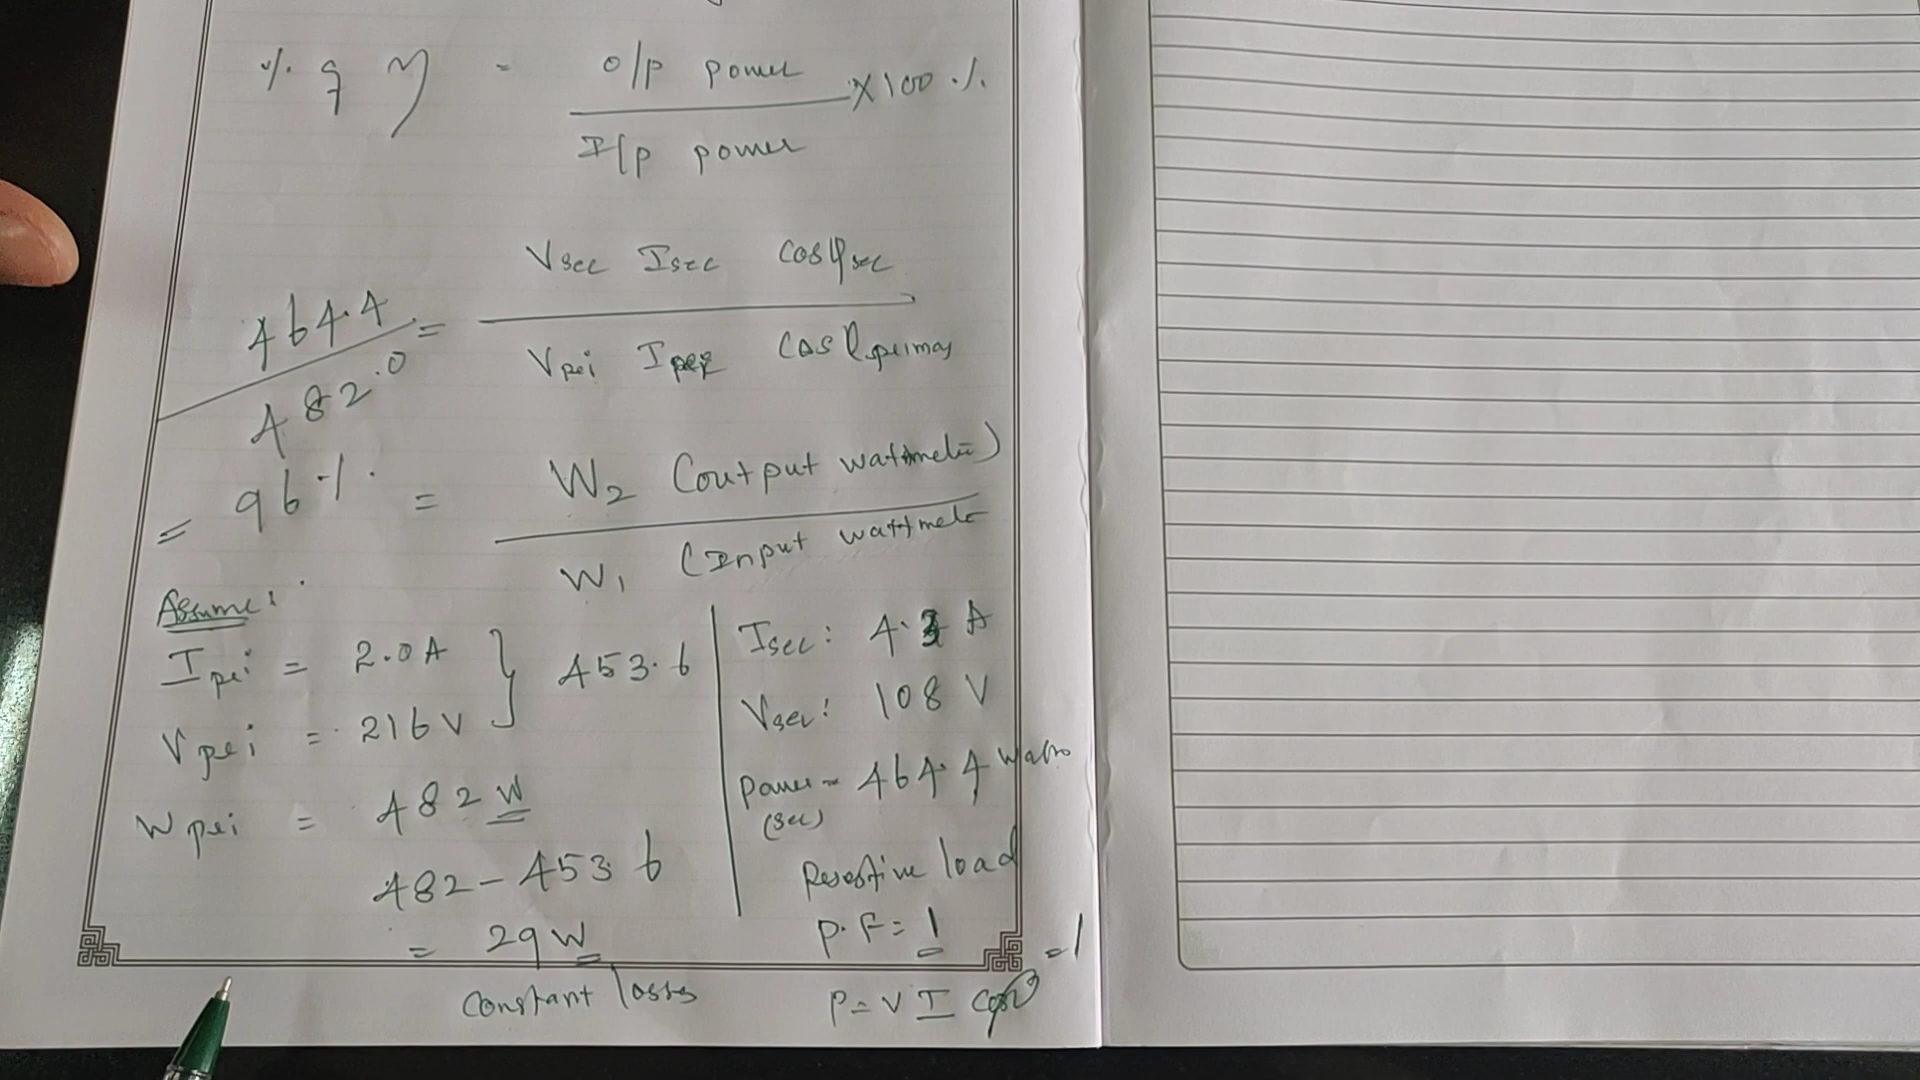 % of η = o/p power
———— × 100 %
I/p power
464.4 / 482.0 = Vsec Isec cosφsec
————
Vpri Ipri cosφprimary
= 96 % = W2 (output wattmeter)
————
W1 (Input wattmeter
Assume:
Ipri = 2.0 A } 453.6
Vpri = 216 V
Wpri = 482 W
482 - 453.6
= 29 W
constant losses
Isec: 4.3 A
Vsec: 108 V
Power = 464.4 watts
(sec)
Resistive load
P.F = 1
P = V I cosφ = 1